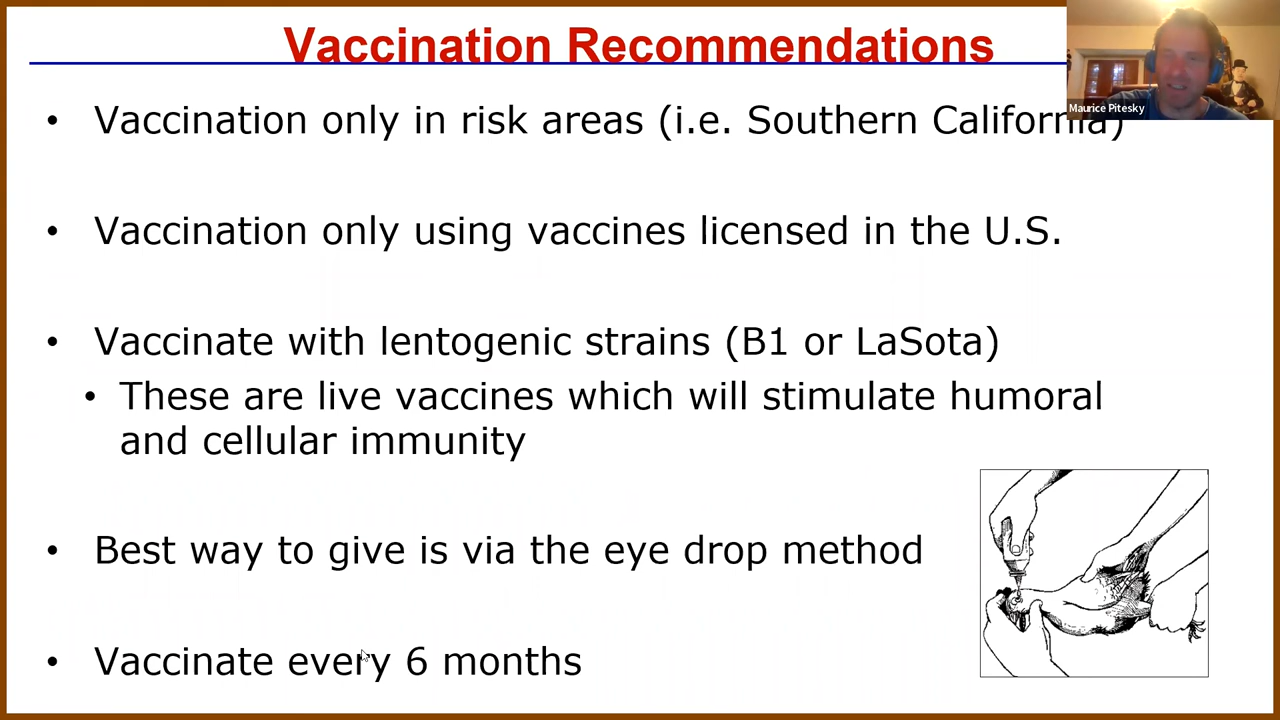 Vaccination Recommendations
Maurice Pitesky
• Vaccination only in risk areas (i.e. Southern California)
• Vaccination only using vaccines licensed in the U.S.
• Vaccinate with lentogenic strains (B1 or LaSota)
• These are live vaccines which will stimulate humoral
and cellular immunity
• Best way to give is via the eye drop method
• Vaccinate every 6 months